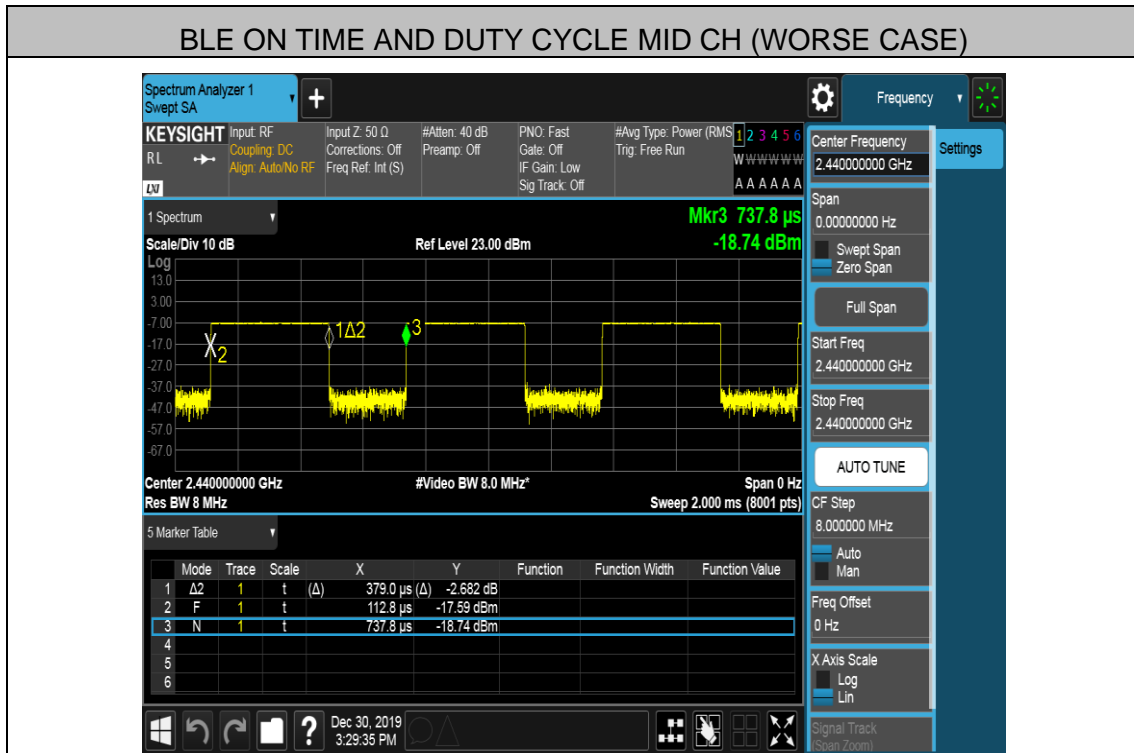 BLE ON TIME AND DUTY CYCLE MID CH (WORSE CASE)
Spectrum Analyzer 1
Swept SA
+
Frequency
KEYSIGHT Input: RF Input Z: 50 Ω #Atten: 40 dB PNO: Fast #Avg Type: Power (RMS 1 2 3 4 5 6
RL Coupling: DC Corrections: Off Preamp: Off Gate: Off Trig: Free Run W W W W W W
Align: Auto/No RF Freq Ref: Int (S) IF Gain: Low
LXI Sig Track: Off A A A A A A
Center Frequency
2.440000000 GHz
Settings
Span
0.00000000 Hz
Swept Span
Zero Span
Full Span
Start Freq
2.440000000 GHz
Stop Freq
2.440000000 GHz
AUTO TUNE
CF Step
8.000000 MHz
Auto
Man
Freq Offset
0 Hz
X Axis Scale
Log
Lin
Signal Track
(Span Zoom)
1 Spectrum
Mkr3 737.8 µs
Scale/Div 10 dB Ref Level 23.00 dBm -18.74 dBm
Log
13.0
3.00
-7.00
-17.0
-27.0
-37.0
-47.0
-57.0
-67.0
X2
1Δ2
3
Center 2.440000000 GHz #Video BW 8.0 MHz* Span 0 Hz
Res BW 8 MHz Sweep 2.000 ms (8001 pts)
5 Marker Table
Mode Trace Scale X Y Function Function Width Function Value
1 Δ2 1 t (Δ) 379.0 µs (Δ) -2.682 dB
2 F 1 t 112.8 µs -17.59 dBm
3 N 1 t 737.8 µs -18.74 dBm
4
5
6
?
Dec 30, 2019
3:29:35 PM